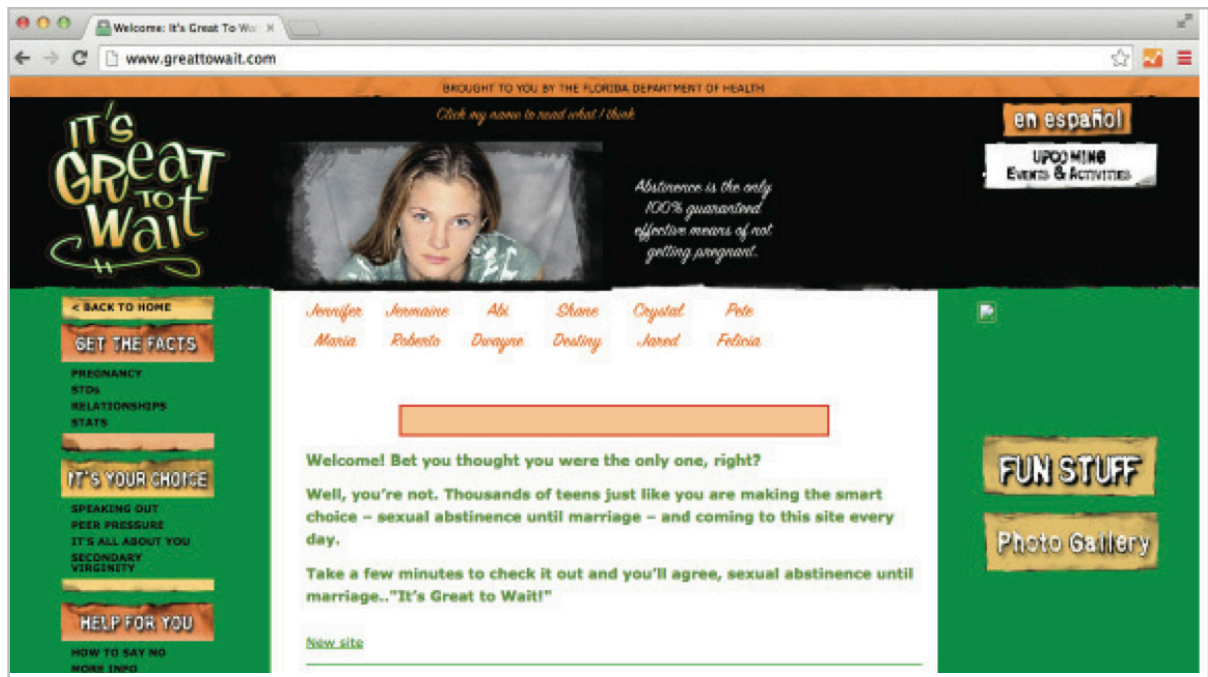 Welcome: It's Great To Wai
www.greattowait.com
BROUGHT TO YOU BY THE FLORIDA DEPARTMENT OF HEALTH
IT'S
GREAT
TO
Wait
Click my name to read what I think
Abstinence is the only
100% guaranteed
effective means of not
getting pregnant.
en español
UPCOMING
EVENTS & ACTIVITIES
< BACK TO HOME
GET THE FACTS
PREGNANCY
STDs
RELATIONSHIPS
STATS
IT'S YOUR CHOICE
SPEAKING OUT
PEER PRESSURE
IT'S ALL ABOUT YOU
SECONDARY
VIRGINITY
HELP FOR YOU
HOW TO SAY NO
MORE INFO
Jennifer Jermaine Abi Shane Crystal Pete
Maria Roberto Dwayne Destiny Jared Felicia
Welcome! Bet you thought you were the only one, right?
Well, you're not. Thousands of teens just like you are making the smart
choice – sexual abstinence until marriage – and coming to this site every
day.
Take a few minutes to check it out and you'll agree, sexual abstinence until
marriage.."It's Great to Wait!"
New site
FUN STUFF
Photo Gallery